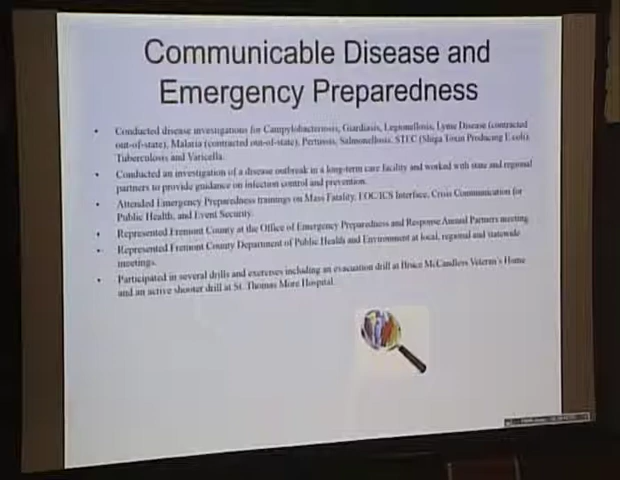 Communicable Disease and
Emergency Preparedness
• Conducted disease investigations for Campylobacteriosis, Giardiasis, Legionellosis, Lyme Disease (contracted
out-of-state), Malaria (contracted out-of-state), Pertussis, Salmonellosis, STEC (Shiga Toxin Producing E.coli),
Tuberculosis and Varicella.
• Conducted an investigation of a disease outbreak in a long-term care facility and worked with state and regional
partners to provide guidance on infection control and prevention.
• Attended Emergency Preparedness trainings on Mass Fatality, EOC/ICS Interface, Crisis Communication for
Public Health, and Event Security.
• Represented Fremont County at the Office of Emergency Preparedness and Response Annual Partners meeting
• Represented Fremont County Department of Public Health and Environment at local, regional and statewide
meetings.
• Participated in several drills and exercises including an evacuation drill at Bruce McCandless Veteran's Home
and an active shooter drill at St. Thomas More Hospital.